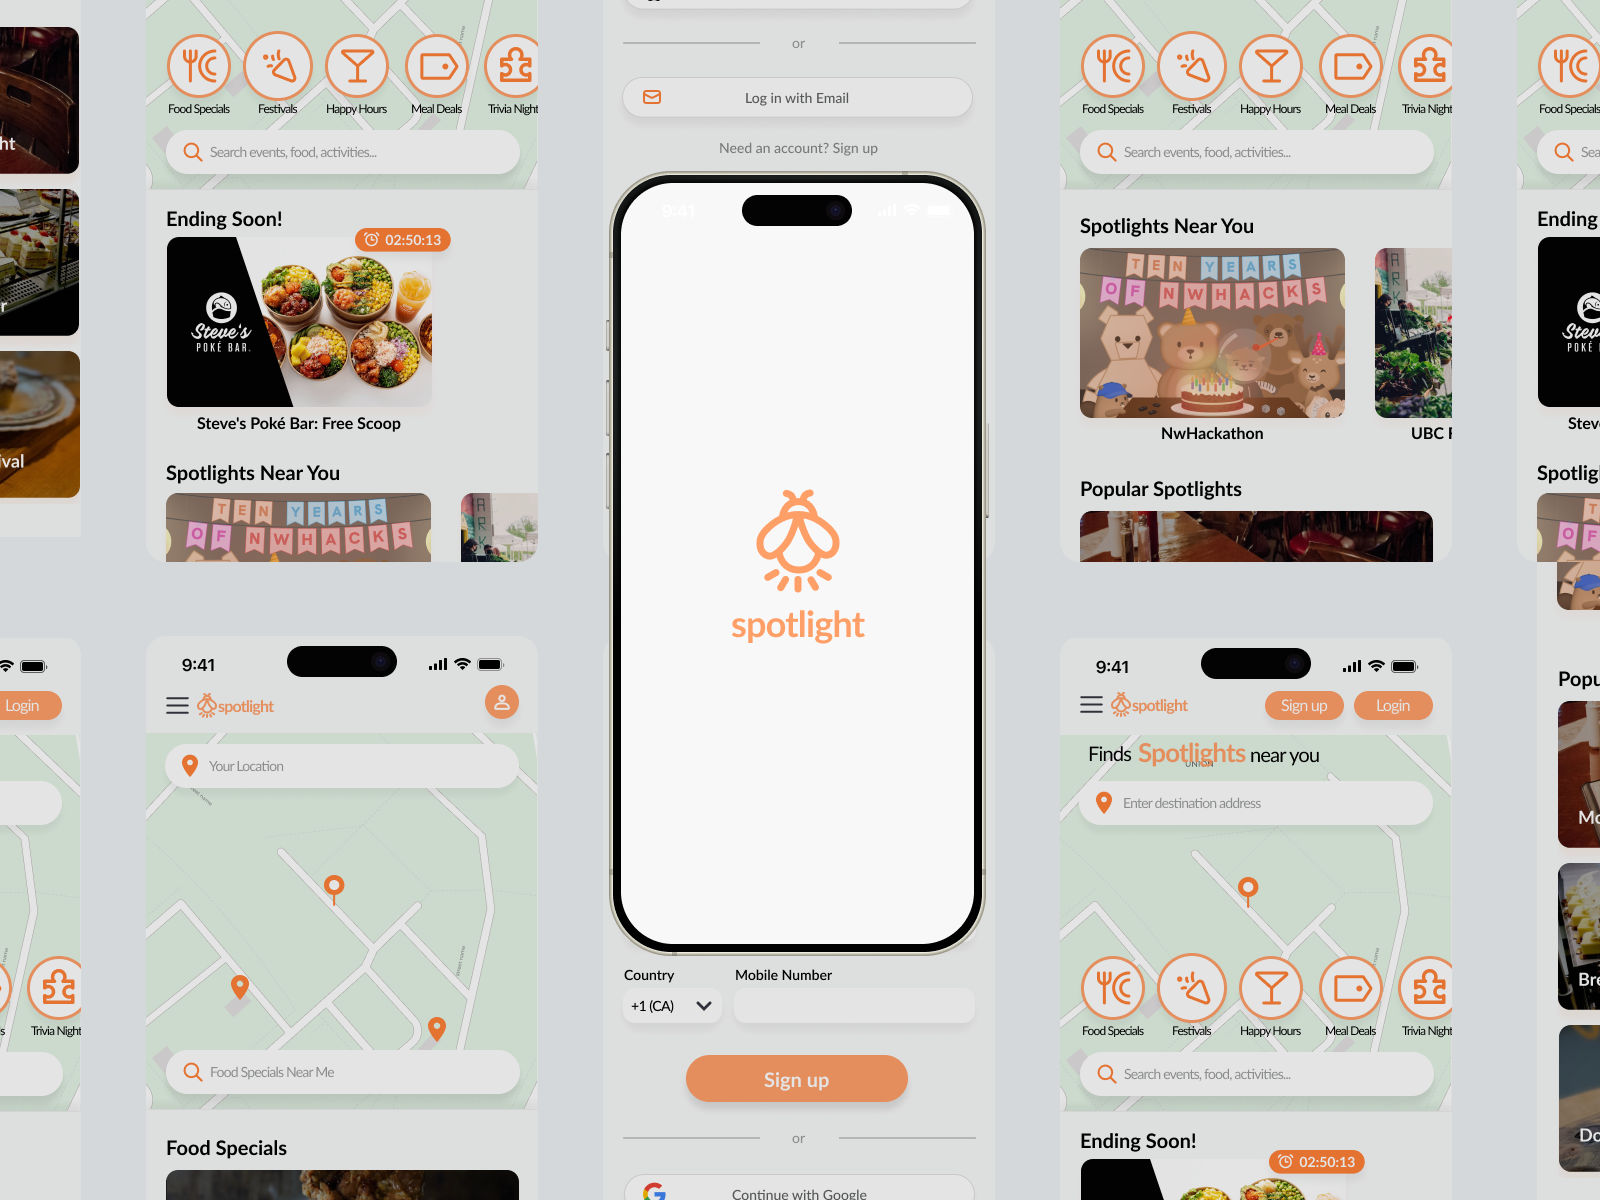 ht
r
ival
Login
Trivia Night
Food Specials
Festivals
Happy Hours
Meal Deals
Trivia Night
Search events, food, activities...
Ending Soon!
02:50:13
Steve's
POKÉ BAR.
Steve's Poké Bar: Free Scoop
Spotlights Near You
TEN YEARS
OF NWHACKS
9:41
spotlight
Your Location
Food Specials Near Me
Food Specials
or
Log in with Email
Need an account? Sign up
9:41
spotlight
Country
Mobile Number
+1 (CA)
Sign up
or
Continue with Google
Food Specials
Festivals
Happy Hours
Meal Deals
Trivia Night
Search events, food, activities...
Spotlights Near You
TEN YEARS
OF NWHACKS
NwHackathon
UBC F
Popular Spotlights
9:41
spotlight
Sign up
Login
Finds Spotlights near you
UNION
Enter destination address
Food Specials
Festivals
Happy Hours
Meal Deals
Trivia Night
Search events, food, activities...
Ending Soon!
02:50:13
Food Specials
Sea
Ending
Steve's
POKÉ
Steve
Spotlig
OF
Popu
Mo
Bre
Do